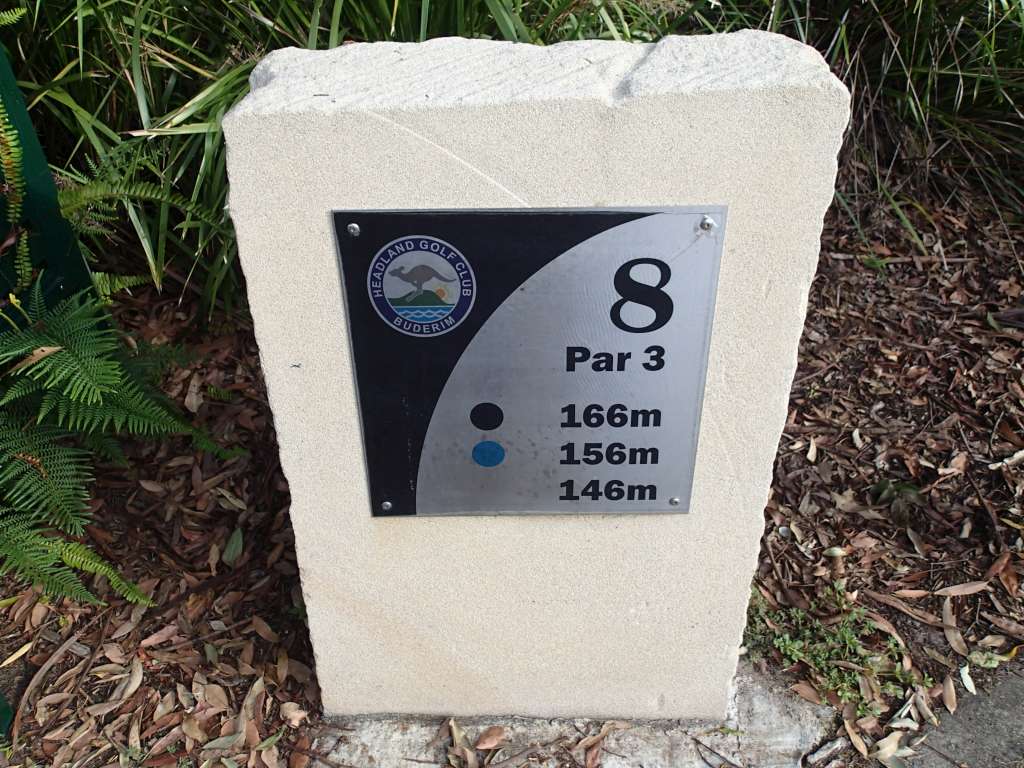 HEADLAND GOLF CLUB
BUDERIM
8
Par 3
166m
156m
146m